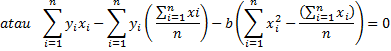 atau \sum_{i=1}^{n} y_i x_i - \sum_{i=1}^{n} y_i \left( \frac{\sum_{i=1}^{n} xi}{n} \right) - b \left( \sum_{i=1}^{n} x_i^2 - \frac{(\sum_{i=1}^{n} x_i)}{n} \right) = 0